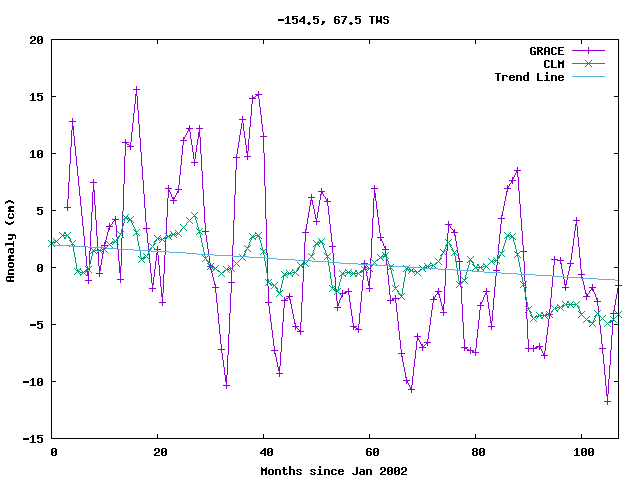 -154.5, 67.5 TWS
GRACE
CLM
Trend Line
20
15
10
5
0
-5
-10
-15
Anomaly (cm)
0 20 40 60 80 100
Months since Jan 2002